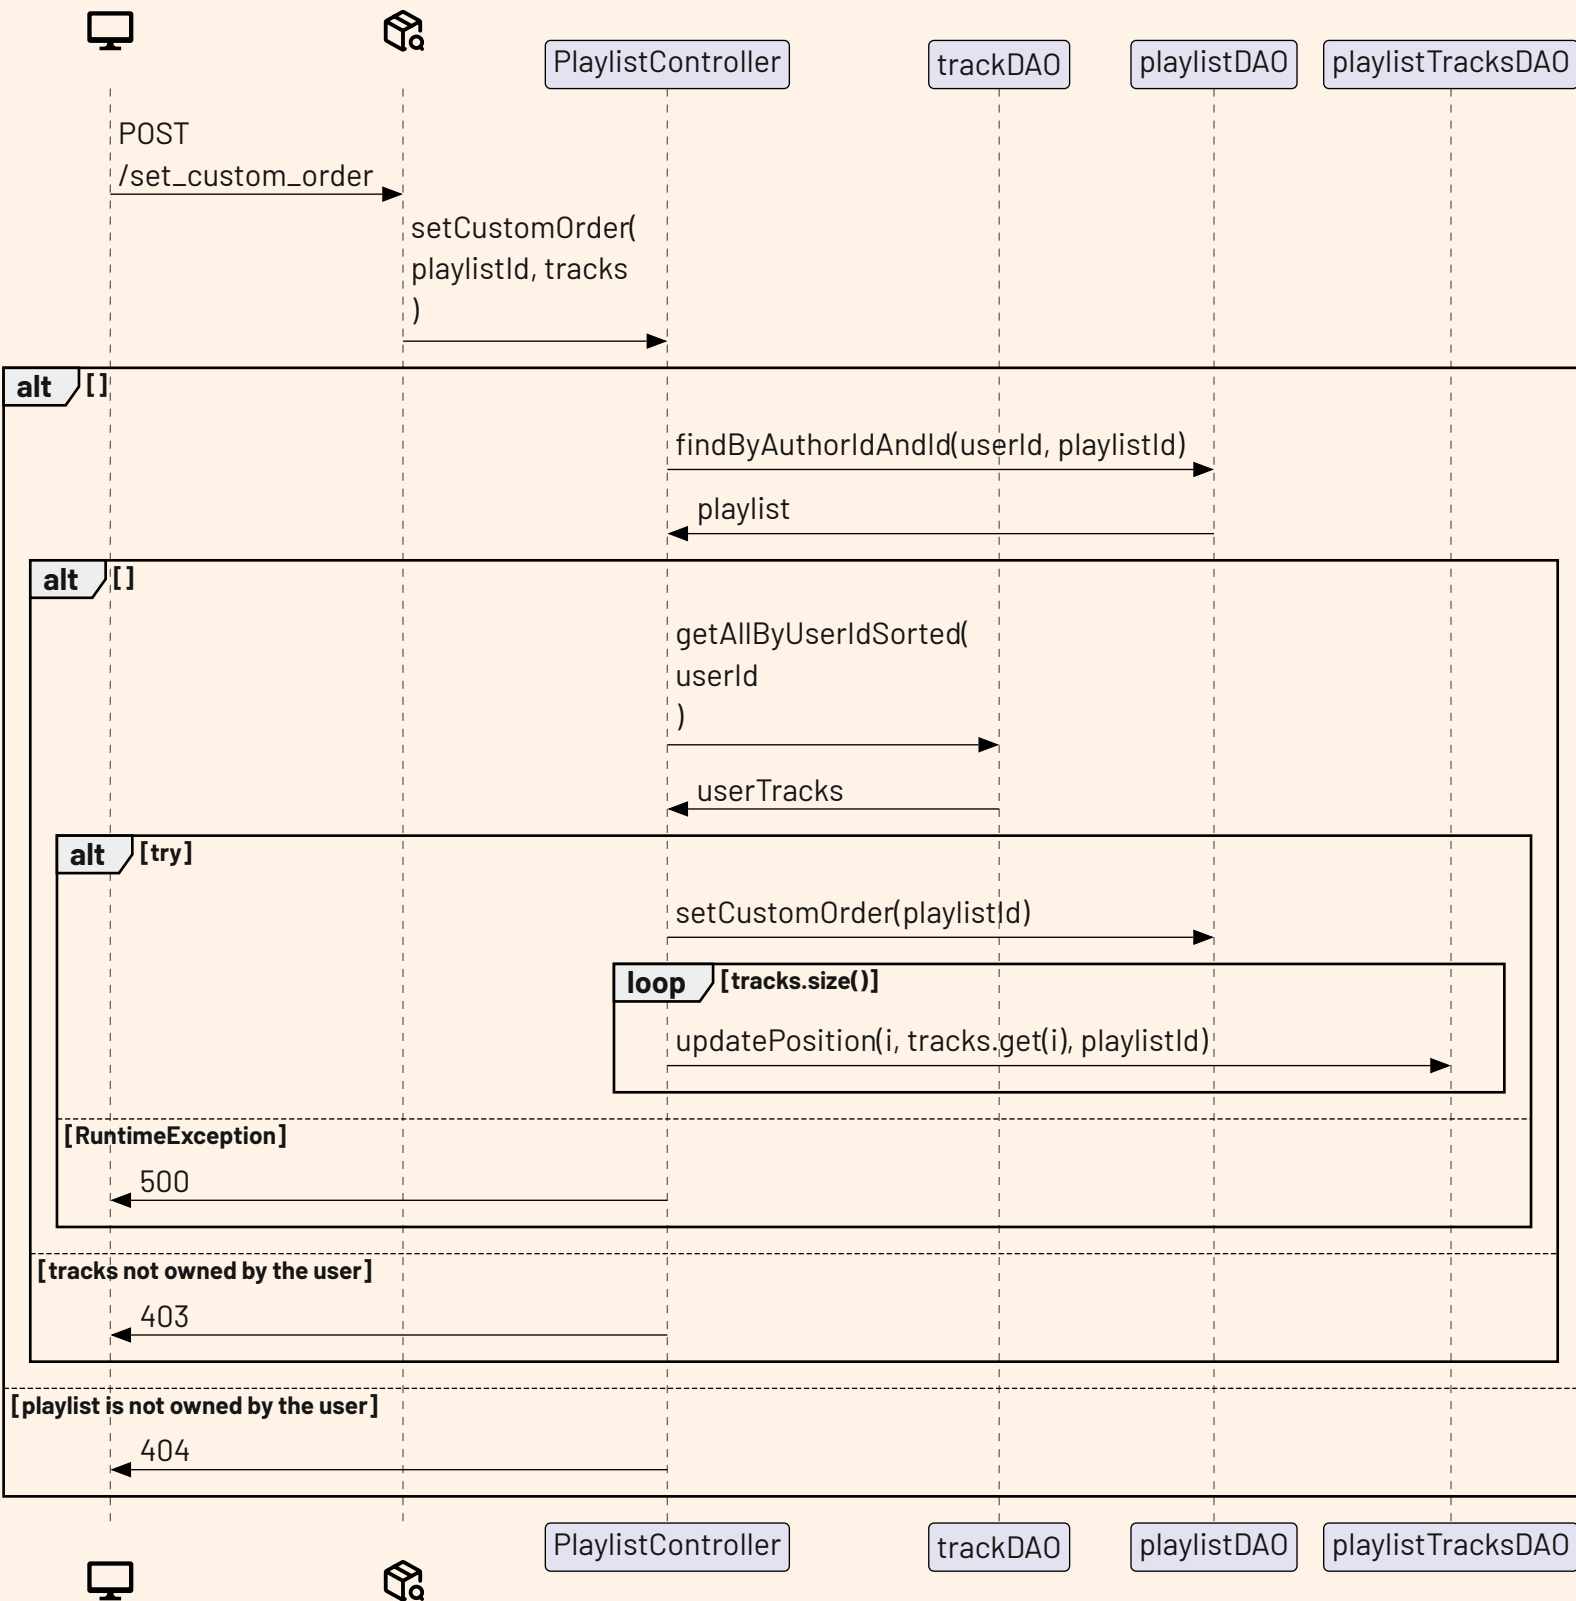 PlaylistController
trackDAO
playlistDAO
playlistTracksDAO
POST
/set_custom_order
setCustomOrder(
playlistId, tracks
)
alt []
findByAuthorIdAndId(userId, playlistId)
playlist
alt []
getAllByUserIdSorted(
userId
)
userTracks
alt [try]
setCustomOrder(playlistId)
loop [tracks.size()]
updatePosition(i, tracks.get(i), playlistId)
[RuntimeException]
500
[tracks not owned by the user]
403
[playlist is not owned by the user]
404
PlaylistController
trackDAO
playlistDAO
playlistTracksDAO